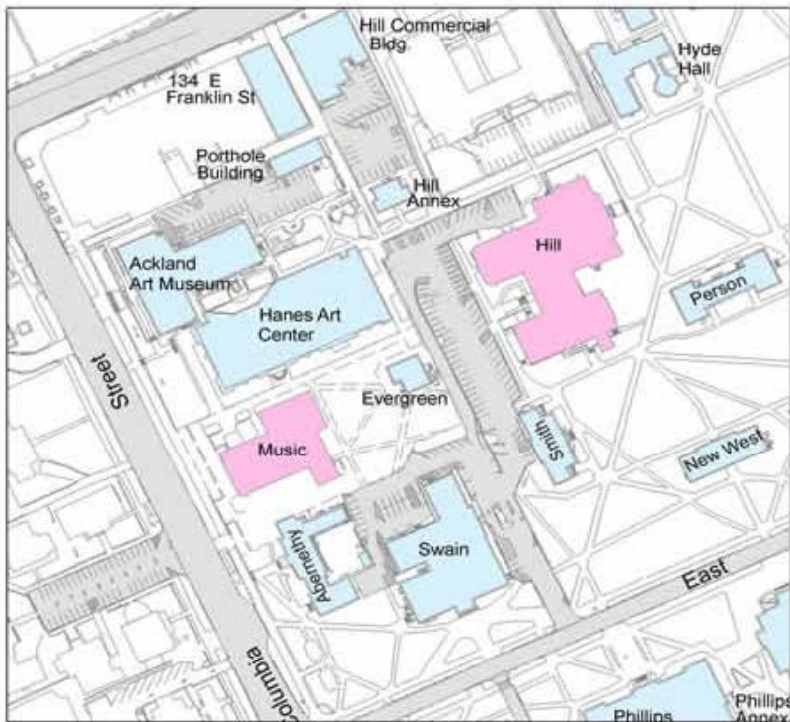 Hill Commercial
Bldg.
Hyde
Hall
134 E
Franklin St
Porthole
Building
Hill
Annex
Hill
Ackland
Art Museum
Person
Hanes Art
Center
Street
Evergreen
Music
Smith
New West
Abernethy
Swain
East
Columbia
Phillips
Phillips
Annex